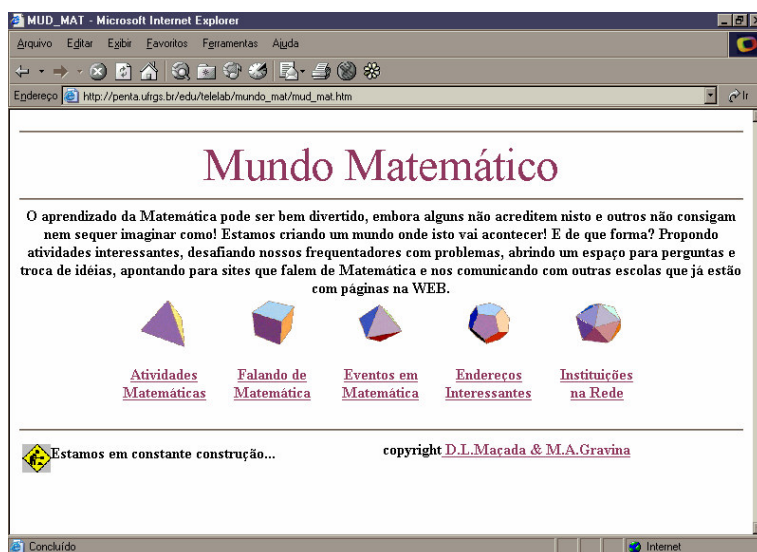 MUD_MAT - Microsoft Internet Explorer
Arquivo Editar Exibir Favoritos Ferramentas Ajuda
Endereço http://penta.ufrgs.br/edu/telelab/mundo_mat/mud_mat.htm Ir
Mundo Matemático
O aprendizado da Matemática pode ser bem divertido, embora alguns não acreditem nisto e outros não consigam
nem sequer imaginar como! Estamos criando um mundo onde isto vai acontecer! E de que forma? Propondo
atividades interessantes, desafiando nossos frequentadores com problemas, abrindo um espaço para perguntas e
troca de idéias, apontando para sites que falem de Matemática e nos comunicando com outras escolas que já estão
com páginas na WEB.
Atividades Falando de Eventos em Endereços Instituições
Matemáticas Matemática Matemática Interessantes na Rede
Estamos em constante construção... copyright D.L.Maçada & M.A.Gravina
Concluído Internet